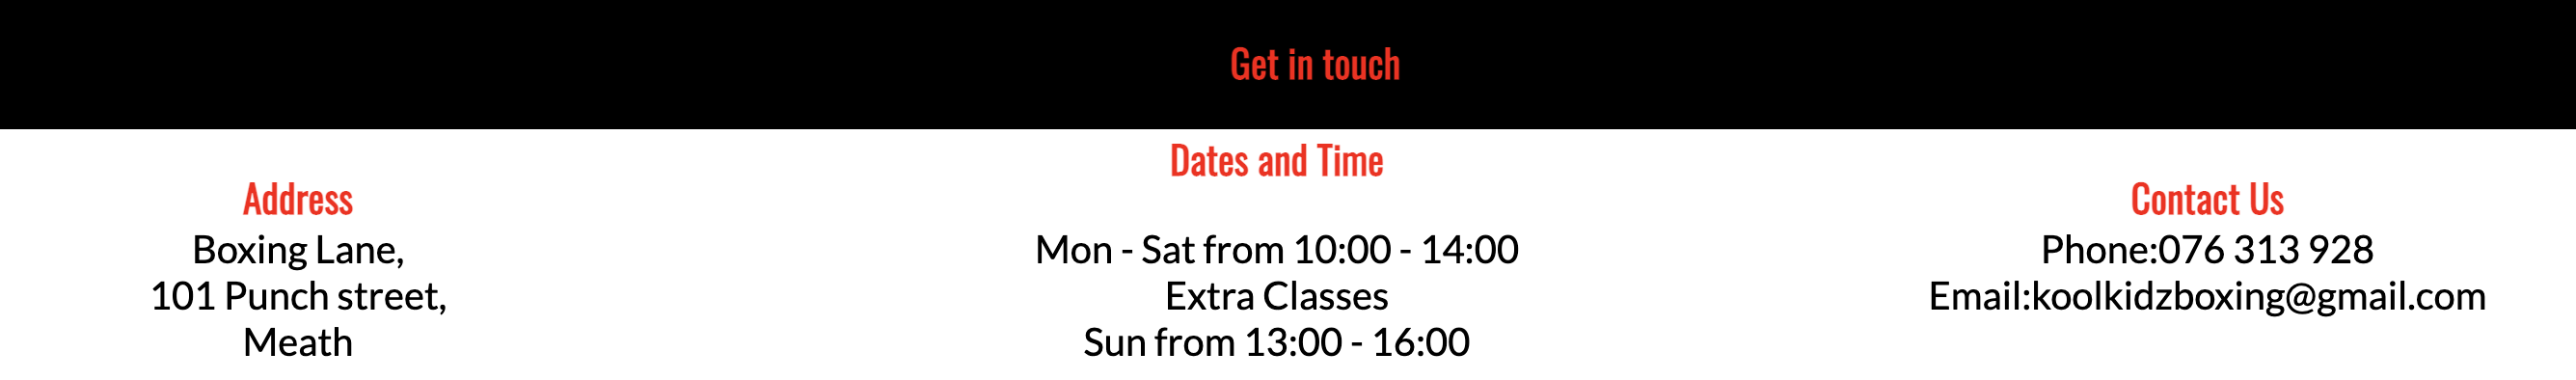 Get in touch
Address
Boxing Lane,
101 Punch street,
Meath
Dates and Time
Mon - Sat from 10:00 - 14:00
Extra Classes
Sun from 13:00 - 16:00
Contact Us
Phone:076 313 928
Email:koolkidzboxing@gmail.com